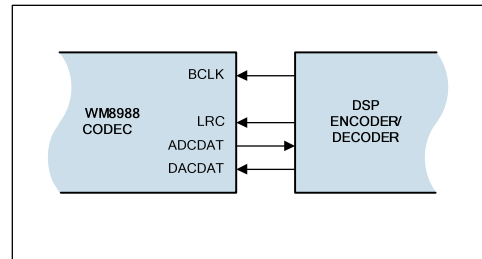 BCLK
WM8988
CODEC
LRC
ADCDAT
DACDAT
DSP
ENCODER/
DECODER